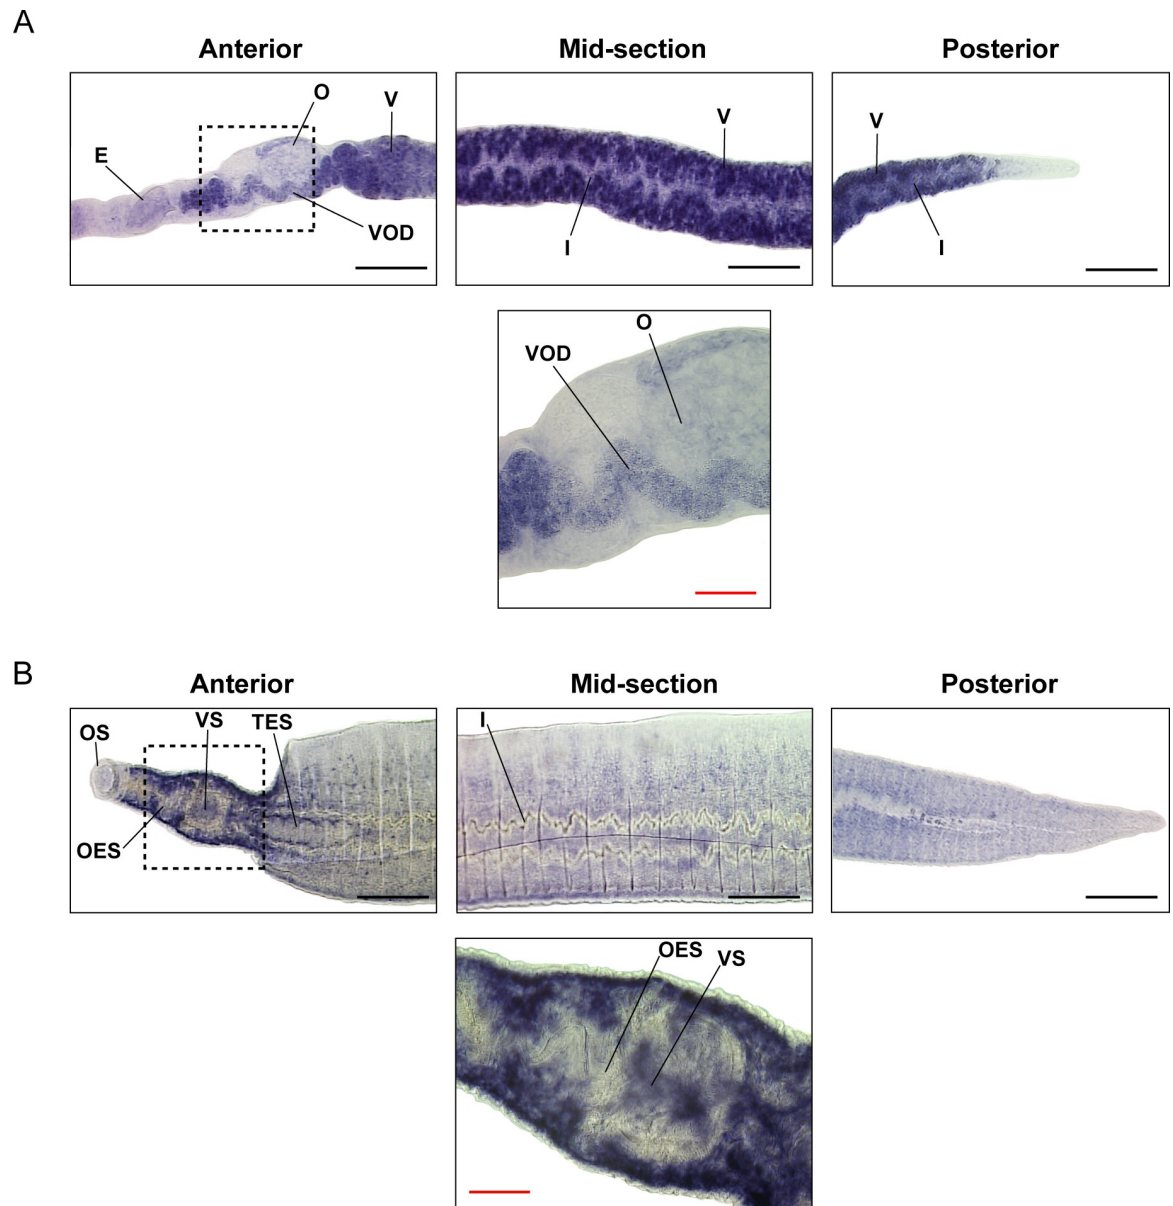 A
Anterior
Mid-section
Posterior
O
V
E
VOD
V
I
V
I
O
VOD
B
Anterior
Mid-section
Posterior
OS
VS
TES
OES
I
OES
VS